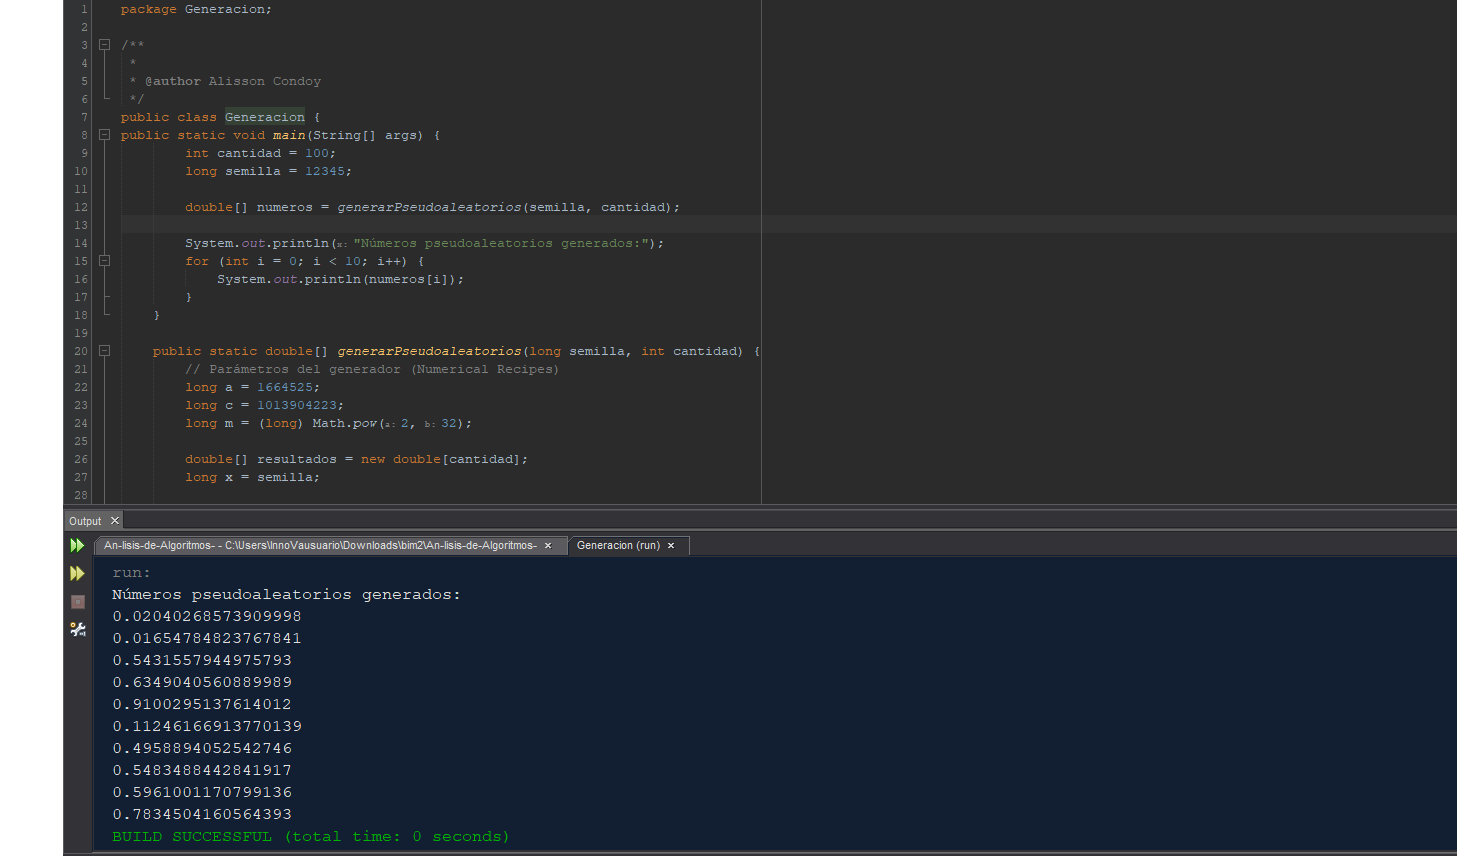 1 package Generacion;
2
3 /**
4 *
5 * @author Alisson Condoy
6 */
7 public class Generacion {
8 public static void main(String[] args) {
9 int cantidad = 100;
10 long semilla = 12345;
11
12 double[] numeros = generarPseudoaleatorios(semilla, cantidad);
13
14 System.out.println(x: "Números pseudoaleatorios generados:");
15 for (int i = 0; i < 10; i++) {
16 System.out.println(numeros[i]);
17 }
18 }
19
20 public static double[] generarPseudoaleatorios(long semilla, int cantidad) {
21 // Parámetros del generador (Numerical Recipes)
22 long a = 1664525;
23 long c = 1013904223;
24 long m = (long) Math.pow(a: 2, b: 32);
25
26 double[] resultados = new double[cantidad];
27 long x = semilla;
28
Output ×
An-lisis-de-Algoritmos- - C:\Users\InnoVausuario\Downloads\bim2\An-lisis-de-Algoritmos- × Generacion (run) ×
run:
Números pseudoaleatorios generados:
0.02040268573909998
0.01654784823767841
0.5431557944975793
0.6349040560889989
0.9100295137614012
0.11246166913770139
0.4958894052542746
0.5483488442841917
0.5961001170799136
0.7834504160564393
BUILD SUCCESSFUL (total time: 0 seconds)